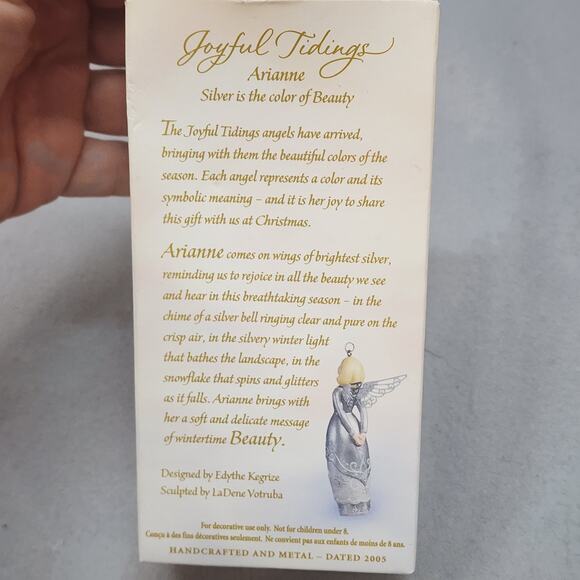 Joyful Tidings
Arianne
Silver is the color of Beauty
The Joyful Tidings angels have arrived,
bringing with them the beautiful colors of the
season. Each angel represents a color and its
symbolic meaning – and it is her joy to share
this gift with us at Christmas.
Arianne comes on wings of brightest silver,
reminding us to rejoice in all the beauty we see
and hear in this breathtaking season – in the
chime of a silver bell ringing clear and pure on the
crisp air, in the silvery winter light
that bathes the landscape, in the
snowflake that spins and glitters
as it falls. Arianne brings with
her a soft and delicate message
of wintertime Beauty.
Designed by Edythe Kegrize
Sculpted by LaDene Votruba
For decorative use only. Not for children under 8.
Conçu à des fins décoratives seulement. Ne convient pas aux enfants de moins de 8 ans.
HANDCRAFTED AND METAL – DATED 2005